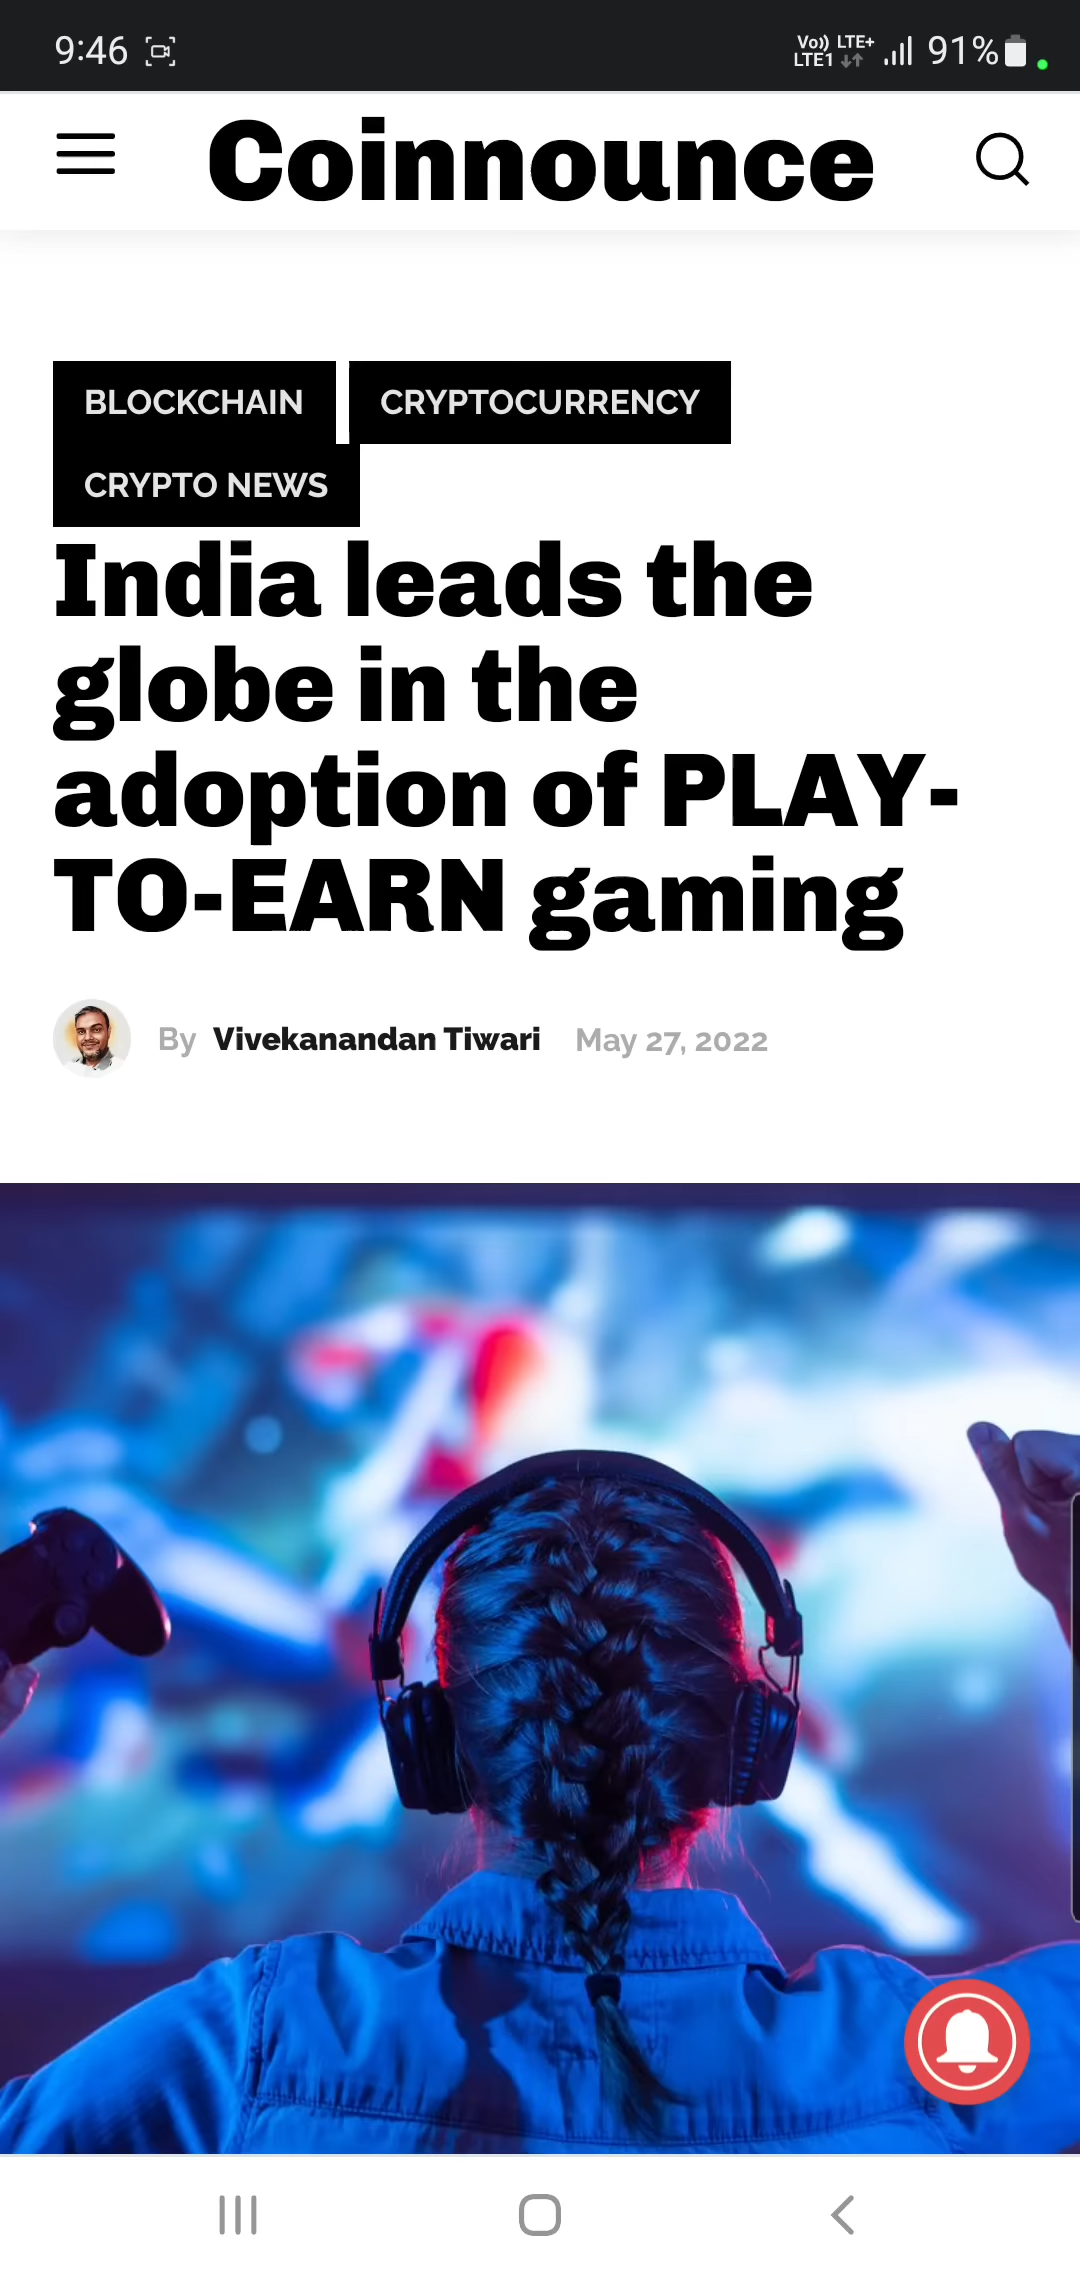 9:46
Vo)) LTE+
LTE1
91%
Coinnounce
BLOCKCHAIN CRYPTOCURRENCY
CRYPTO NEWS
India leads the
globe in the
adoption of PLAY-
TO-EARN gaming
By Vivekanandan Tiwari May 27, 2022